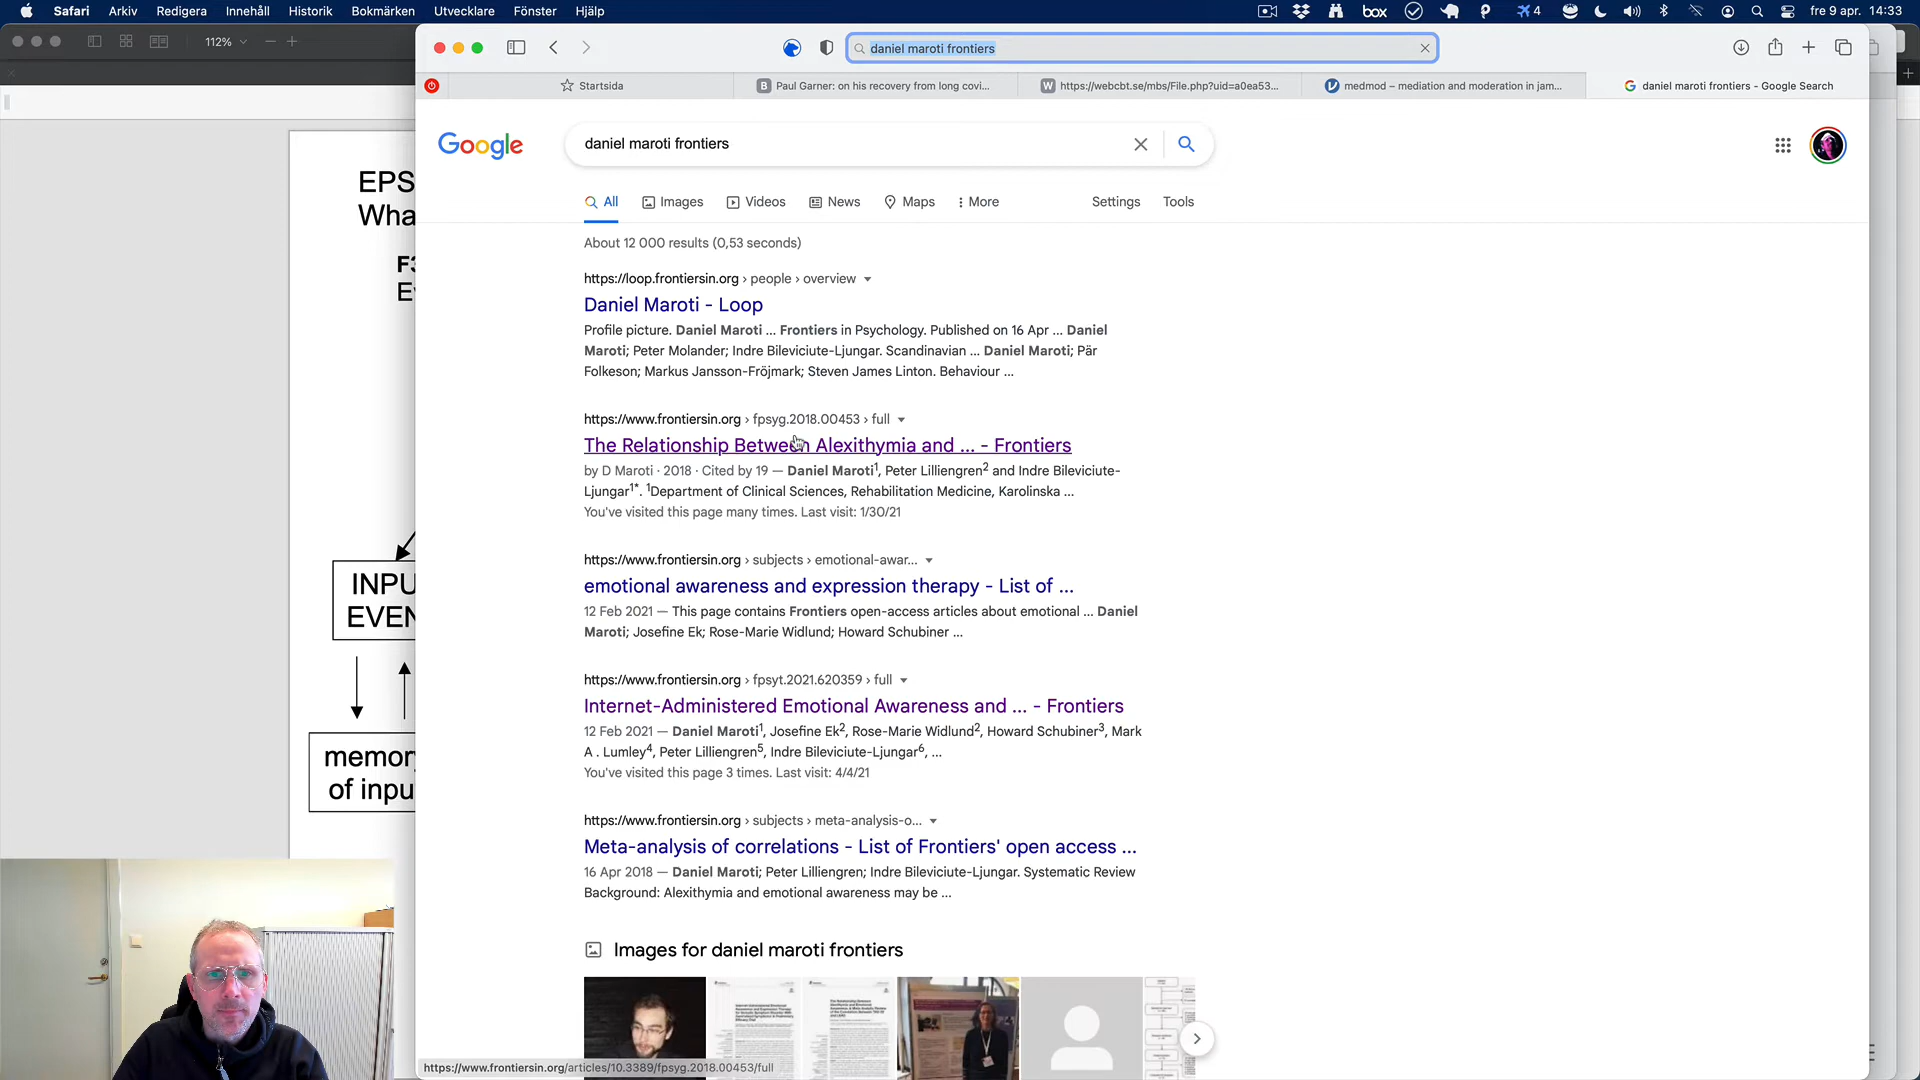 Safari Arkiv Redigera Innehåll Historik Bokmärken Utvecklare Fönster Hjälp
box 4 fre 9 apr. 14:33
112%
daniel maroti frontiers
Startsida
Paul Garner: on his recovery from long covi...
W https://webcbt.se/mbs/File.php?uid=a0ea53...
medmod – mediation and moderation in jam...
daniel maroti frontiers - Google Search
Google
daniel maroti frontiers
All Images Videos News Maps More Settings Tools
About 12 000 results (0,53 seconds)
https://loop.frontiersin.org › people › overview
Daniel Maroti - Loop
Profile picture. Daniel Maroti ... Frontiers in Psychology. Published on 16 Apr ... Daniel
Maroti; Peter Molander; Indre Bileviciute-Ljungar. Scandinavian ... Daniel Maroti; Pär
Folkeson; Markus Jansson-Fröjmark; Steven James Linton. Behaviour ...
https://www.frontiersin.org › fpsyg.2018.00453 › full
The Relationship Between Alexithymia and ... - Frontiers
by D Maroti · 2018 · Cited by 19 — Daniel Maroti1, Peter Lilliengren2 and Indre Bileviciute-
Ljungar1*. 1Department of Clinical Sciences, Rehabilitation Medicine, Karolinska ...
You've visited this page many times. Last visit: 1/30/21
https://www.frontiersin.org › subjects › emotional-awar...
emotional awareness and expression therapy - List of ...
12 Feb 2021 — This page contains Frontiers open-access articles about emotional ... Daniel
Maroti; Josefine Ek; Rose-Marie Widlund; Howard Schubiner ...
https://www.frontiersin.org › fpsyt.2021.620359 › full
Internet-Administered Emotional Awareness and ... - Frontiers
12 Feb 2021 — Daniel Maroti1, Josefine Ek2, Rose-Marie Widlund2, Howard Schubiner3, Mark
A . Lumley4, Peter Lilliengren5, Indre Bileviciute-Ljungar6, ...
You've visited this page 3 times. Last visit: 4/4/21
https://www.frontiersin.org › subjects › meta-analysis-o...
Meta-analysis of correlations - List of Frontiers' open access ...
16 Apr 2018 — Daniel Maroti; Peter Lilliengren; Indre Bileviciute-Ljungar. Systematic Review
Background: Alexithymia and emotional awareness may be ...
Images for daniel maroti frontiers
https://www.frontiersin.org/articles/10.3389/fpsyg.2018.00453/full
EPS
Wha
F3
E
INPU
EVEN
memory
of inpu